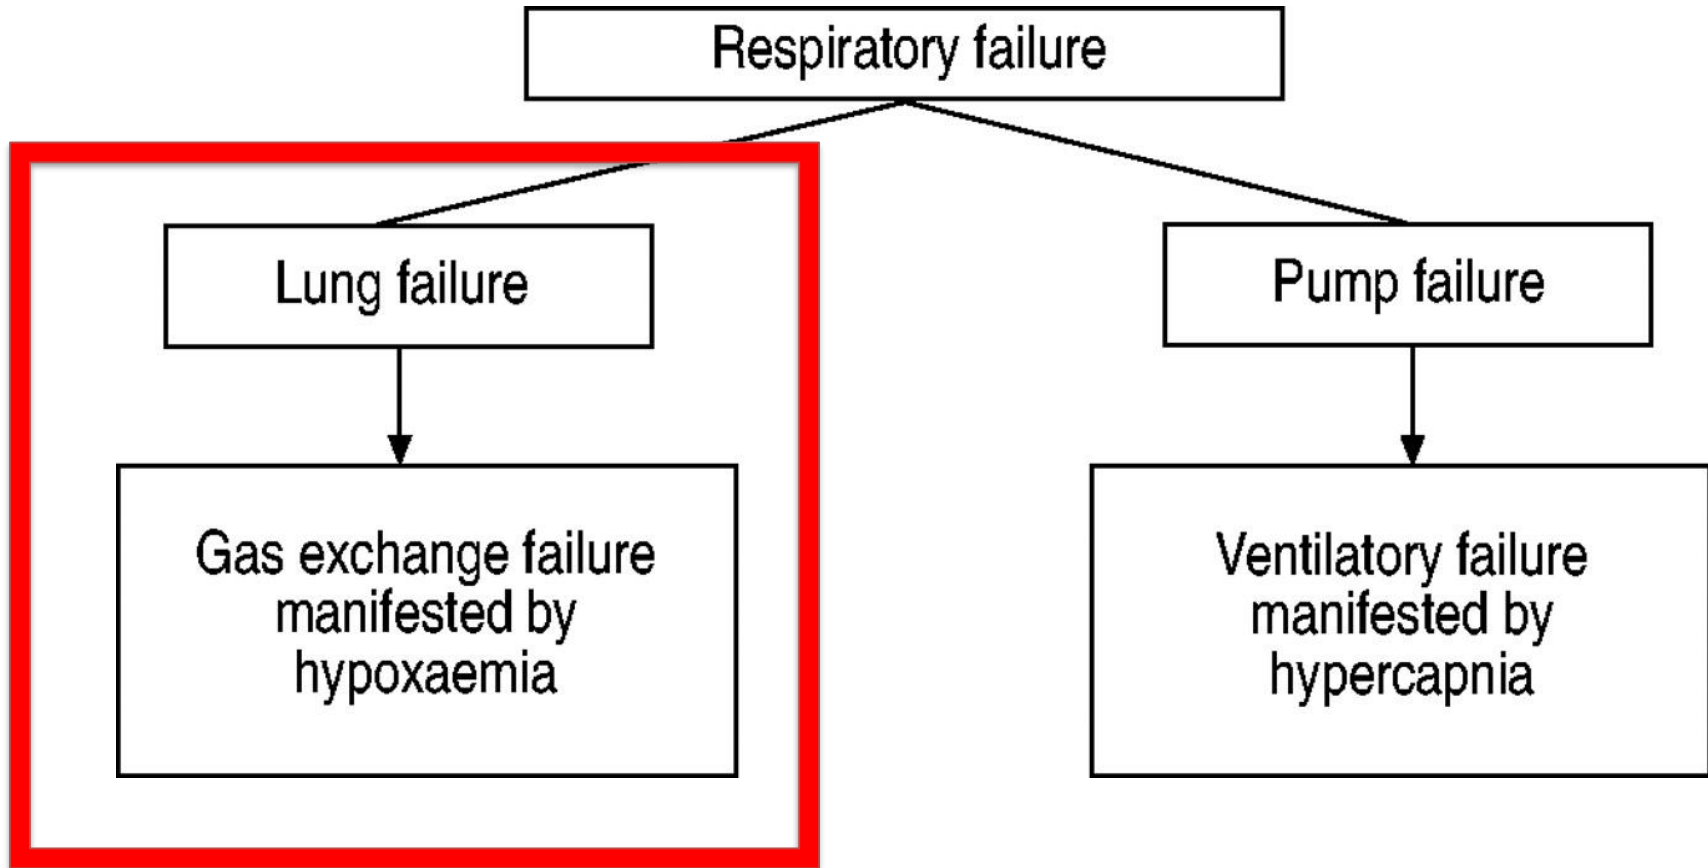 Respiratory failure
Lung failure
Pump failure
Gas exchange failure
manifested by
hypoxaemia
Ventilatory failure
manifested by
hypercapnia